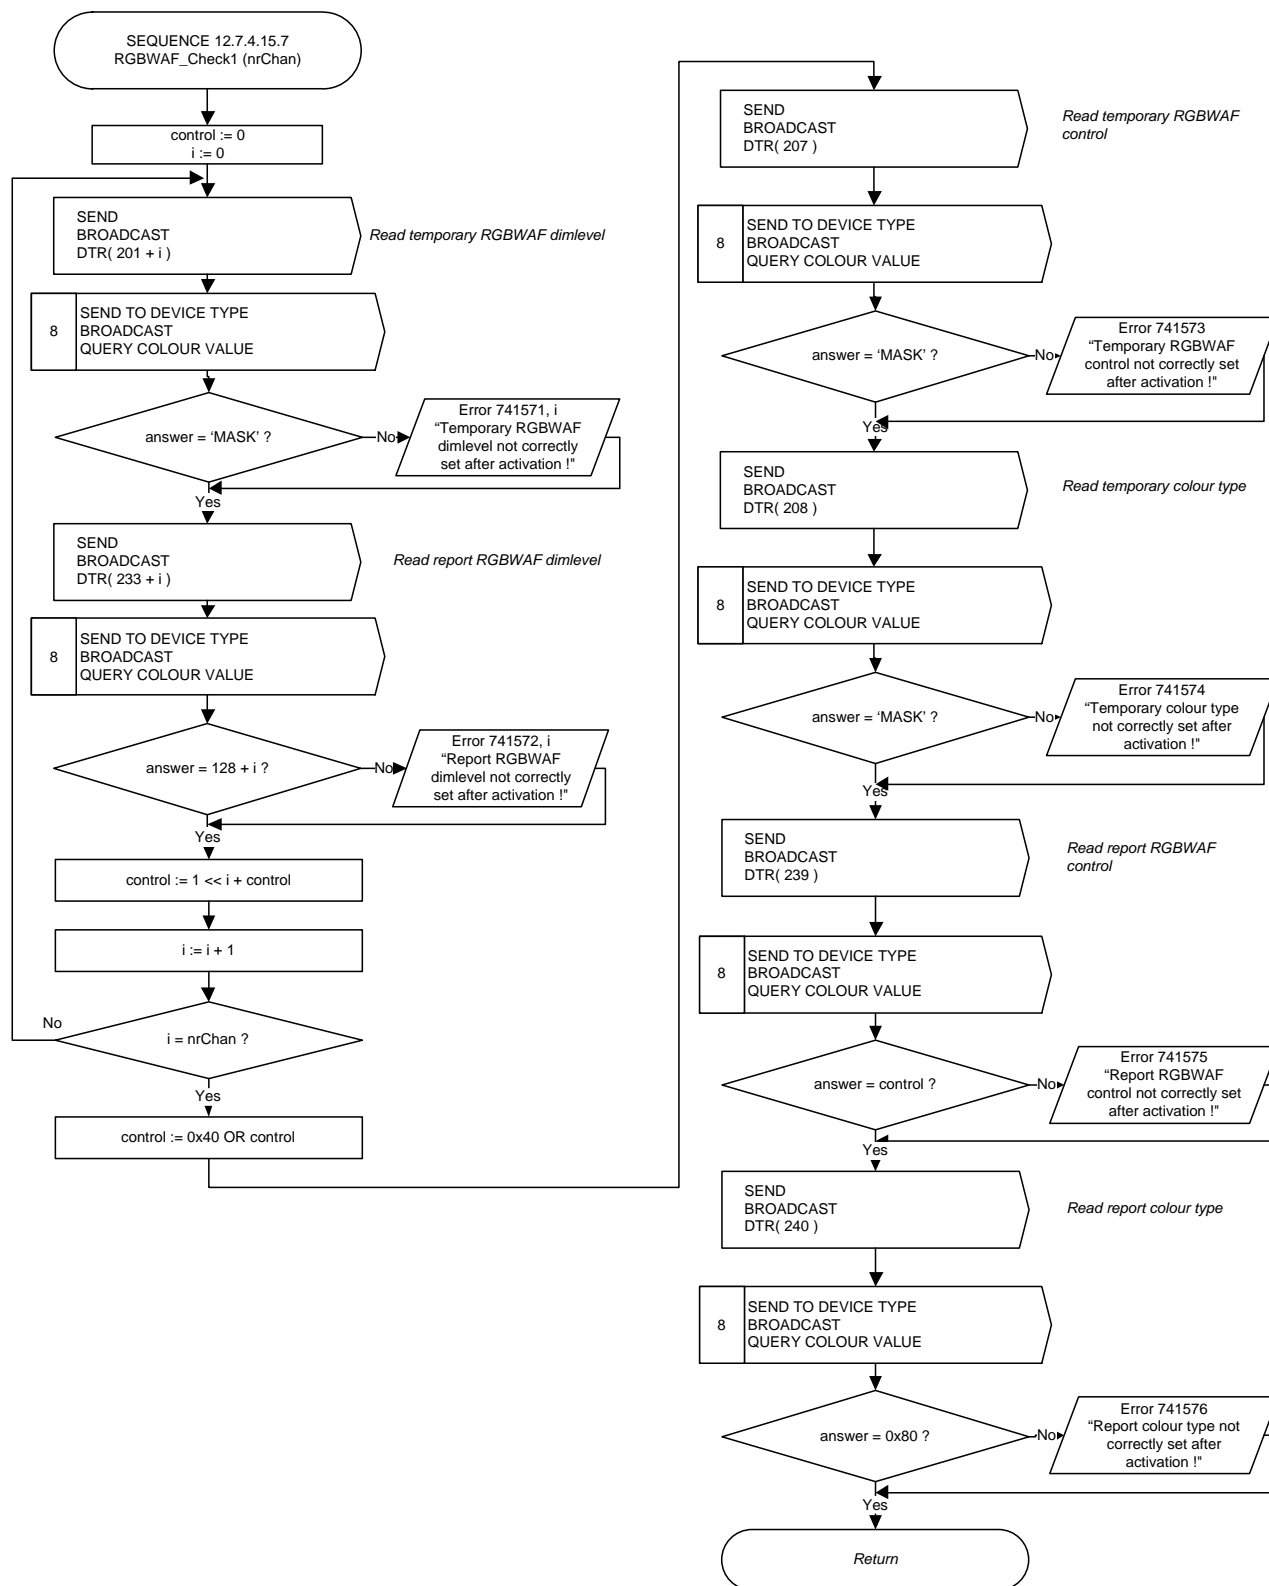 SEQUENCE 12.7.4.15.7
RGBWAF_Check1 (nrChan)
control := 0
i := 0
SEND
BROADCAST
DTR( 201 + i )
Read temporary RGBWAF dimlevel
8
SEND TO DEVICE TYPE
BROADCAST
QUERY COLOUR VALUE
answer = ‘MASK’ ?
No
Error 741571, i
“Temporary RGBWAF
dimlevel not correctly
set after activation !"
Yes
SEND
BROADCAST
DTR( 233 + i )
Read report RGBWAF dimlevel
8
SEND TO DEVICE TYPE
BROADCAST
QUERY COLOUR VALUE
answer = 128 + i ?
No
Error 741572, i
“Report RGBWAF
dimlevel not correctly
set after activation !"
Yes
control := 1 << i + control
i := i + 1
i = nrChan ?
No
Yes
control := 0x40 OR control
SEND
BROADCAST
DTR( 207 )
Read temporary RGBWAF
control
8
SEND TO DEVICE TYPE
BROADCAST
QUERY COLOUR VALUE
answer = ‘MASK’ ?
No
Error 741573
“Temporary RGBWAF
control not correctly set
after activation !"
Yes
SEND
BROADCAST
DTR( 208 )
Read temporary colour type
8
SEND TO DEVICE TYPE
BROADCAST
QUERY COLOUR VALUE
answer = ‘MASK’ ?
No
Error 741574
“Temporary colour type
not correctly set after
activation !"
Yes
SEND
BROADCAST
DTR( 239 )
Read report RGBWAF
control
8
SEND TO DEVICE TYPE
BROADCAST
QUERY COLOUR VALUE
answer = control ?
No
Error 741575
“Report RGBWAF
control not correctly set
after activation !"
Yes
SEND
BROADCAST
DTR( 240 )
Read report colour type
8
SEND TO DEVICE TYPE
BROADCAST
QUERY COLOUR VALUE
answer = 0x80 ?
No
Error 741576
“Report colour type not
correctly set after
activation !"
Yes
Return